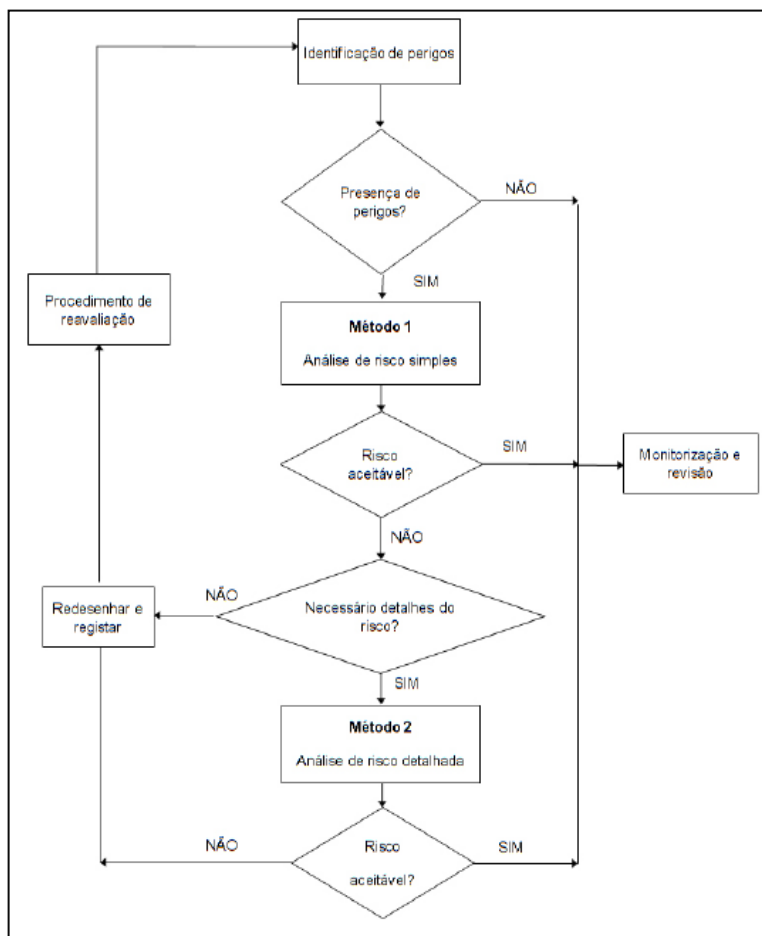 Identificação de perigos
Presença de
perigos?
NÃO
SIM
Procedimento de
reavaliação
Método 1
Análise de risco simples
Risco
aceitável?
SIM
Monitorização e
revisão
NÃO
Redesenhar e
registar
NÃO
Necessário detalhes do
risco?
SIM
Método 2
Análise de risco detalhada
NÃO
Risco
aceitável?
SIM